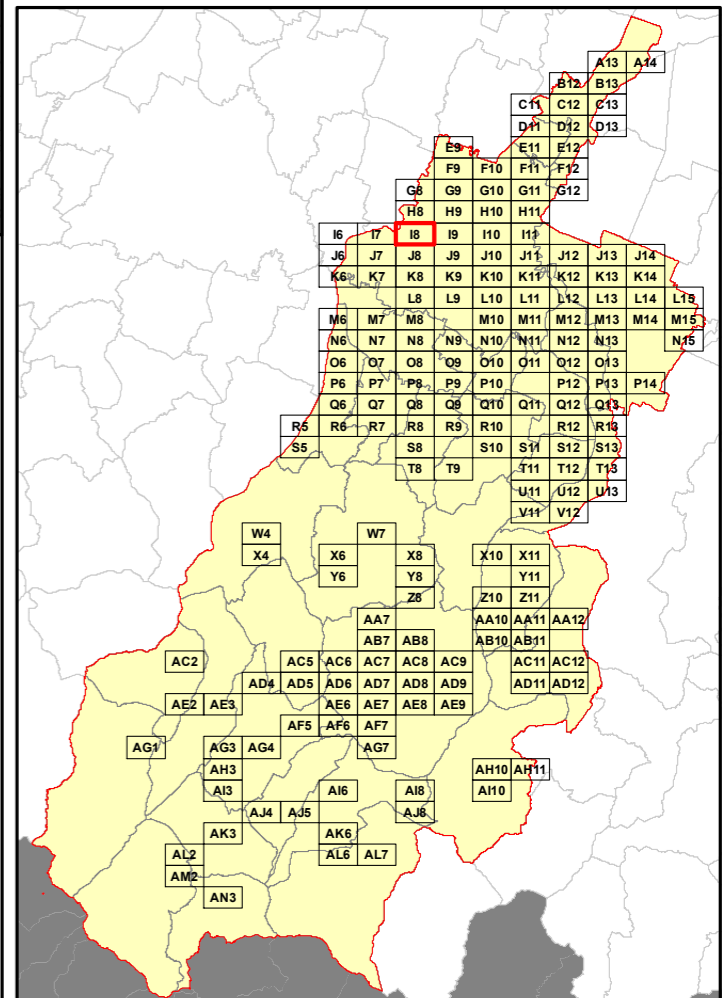 A13 A14
B12 B13
C11 C12 C13
D11 D12 D13
E9 E11 E12
F9 F10 F11 F12
G8 G9 G10 G11 G12
H8 H9 H10 H11
I6 I7 I8 I9 I10 I11
J6 J7 J8 J9 J10 J11 J12 J13 J14
K6 K7 K8 K9 K10 K11 K12 K13 K14
L8 L9 L10 L11 L12 L13 L14 L15
M6 M7 M8 M10 M11 M12 M13 M14 M15
N6 N7 N8 N9 N10 N11 N12 N13 N15
O6 O7 O8 O9 O10 O11 O12 O13
P6 P7 P8 P9 P10 P12 P13 P14
Q6 Q7 Q8 Q9 Q10 Q11 Q12 Q13
R5 R6 R7 R8 R9 R10 R12 R13
S5 S8 S10 S11 S12 S13
T8 T9 T11 T12 T13
U11 U12 U13
V11 V12
W4 W7
X4 X6 X8 X10 X11
Y6 Y8 Y11
Z8 Z10 Z11
AA7 AA10 AA11 AA12
AB7 AB8 AB10 AB11
AC2 AC5 AC6 AC7 AC8 AC9 AC11 AC12
AD4 AD5 AD6 AD7 AD8 AD9 AD11 AD12
AE2 AE3 AE6 AE7 AE8 AE9
AF5 AF6 AF7
AG1 AG3 AG4 AG7
AH3 AH10 AH11
AI3 AI6 AI8 AI10
AJ4 AJ5 AJ8
AK3 AK6
AL2 AL6 AL7
AM2
AN3